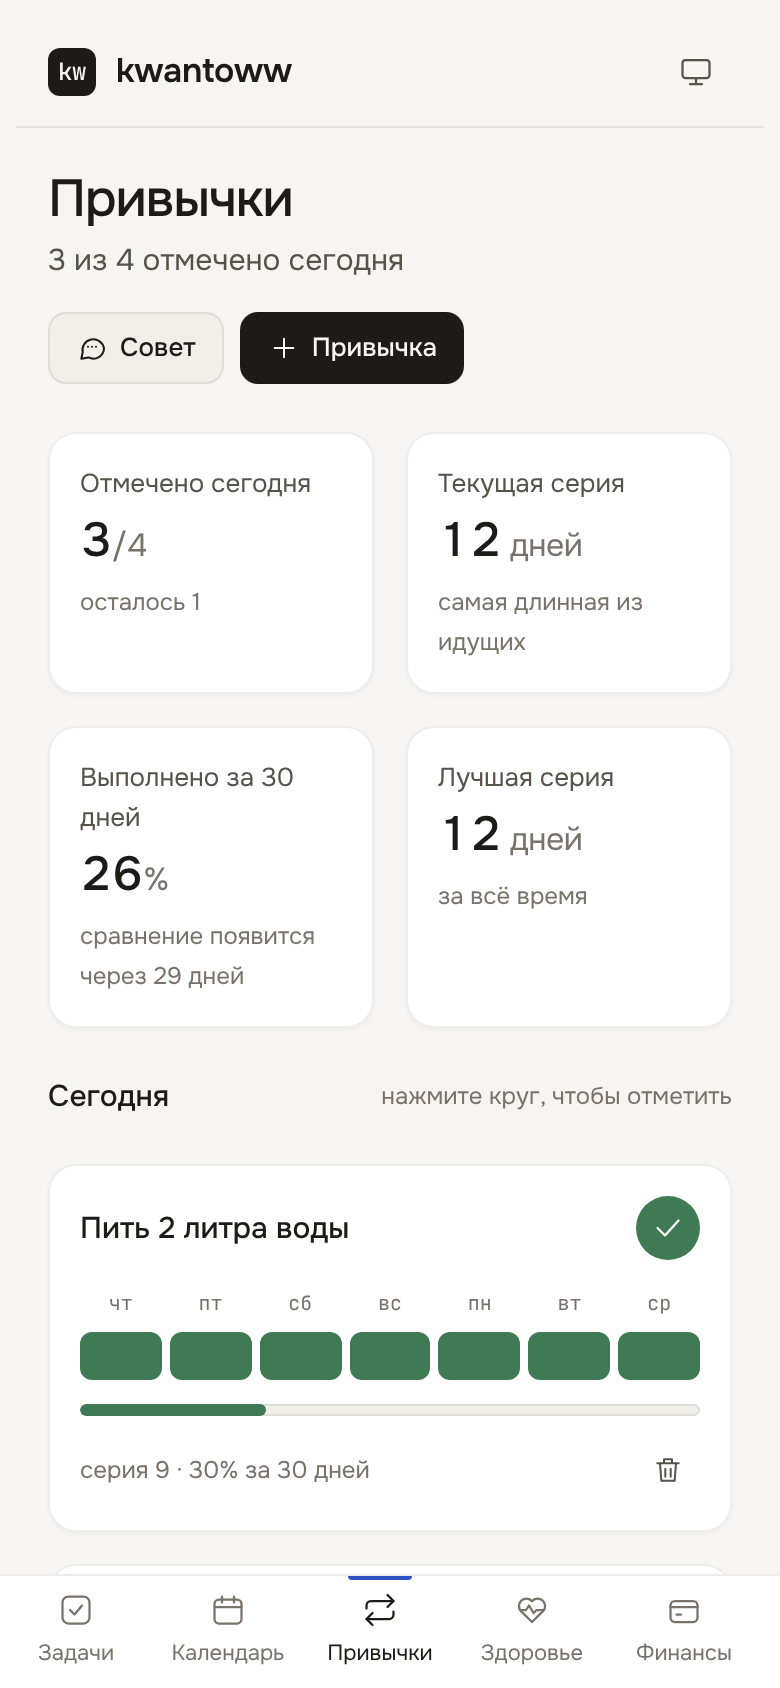 kw kwantoww
Привычки
3 из 4 отмечено сегодня
Совет
Привычка
Отмечено сегодня
3/4
осталось 1
Текущая серия
12 дней
самая длинная из
идущих
Выполнено за 30
дней
26%
сравнение появится
через 29 дней
Лучшая серия
12 дней
за всё время
Сегодня
нажмите круг, чтобы отметить
Пить 2 литра воды
чт пт сб вс пн вт ср
серия 9 · 30% за 30 дней
Задачи Календарь Привычки Здоровье Финансы